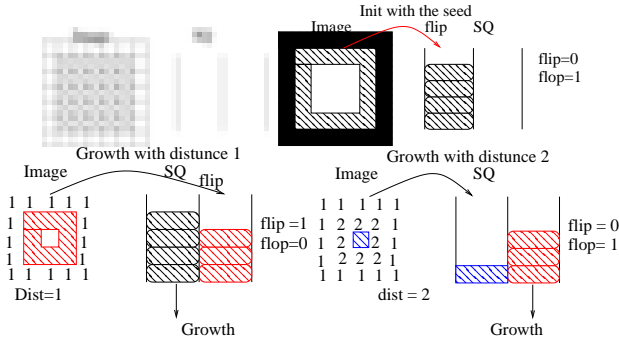 Init with the seed
Image flip SQ
flip=0
flop=1
Growth with distunce 1
Image SQ flip
1 1 1 1 1
1 1
1 1
1 1
1 1 1 1 1
Dist=1
flip =1
flop=0
Growth
Growth with distunce 2
Image SQ
1 1 1 1 1
1 2 2 2 1
1 2 2 1
1 2 2 2 1
1 1 1 1 1
dist = 2
flip = 0
flop= 1
Growth